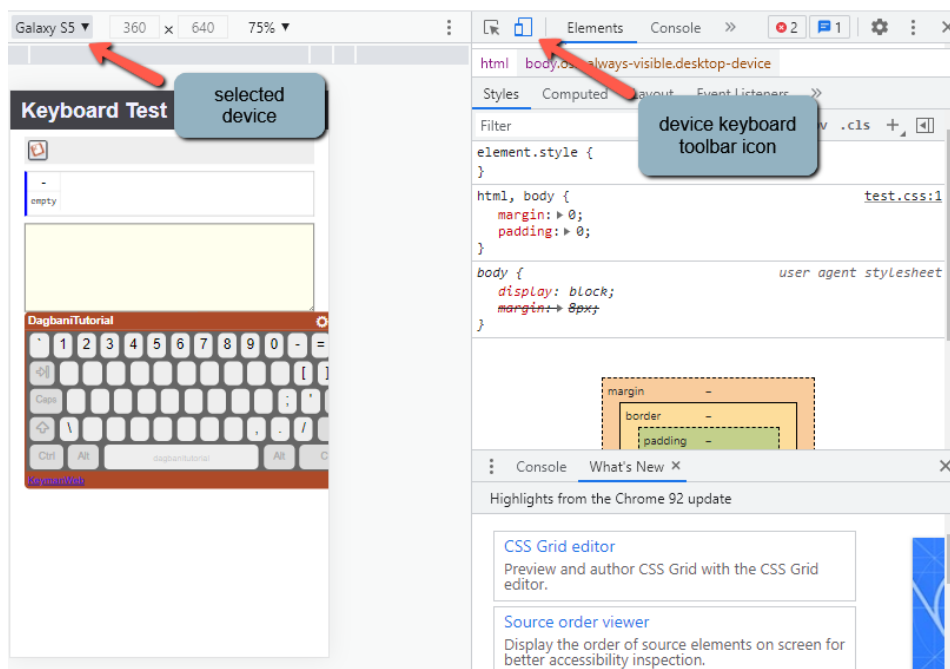 Galaxy S5 ▼ 360 x 640 75% ▼
selected
device
Keyboard Test
-
empty
DagbaniTutorial
` 1 2 3 4 5 6 7 8 9 0 - =
[ ]
Caps ; '
\ , . /
Ctrl Alt dagbanitutorial Alt C
KeymanWeb
Elements Console » 2 1
html body.os always-visible.desktop-device
Styles Computed Layout Event Listeners »
Filter .cls +
device keyboard
toolbar icon
element.style {
}
html, body { test.css:1
margin: ▶ 0;
padding: ▶ 0;
}
body { user agent stylesheet
display: block;
margin: ▶ 8px;
}
margin –
border –
padding –
Console What's New ×
Highlights from the Chrome 92 update
CSS Grid editor
Preview and author CSS Grid with the CSS Grid
editor.
Source order viewer
Display the order of source elements on screen for
better accessibility inspection.